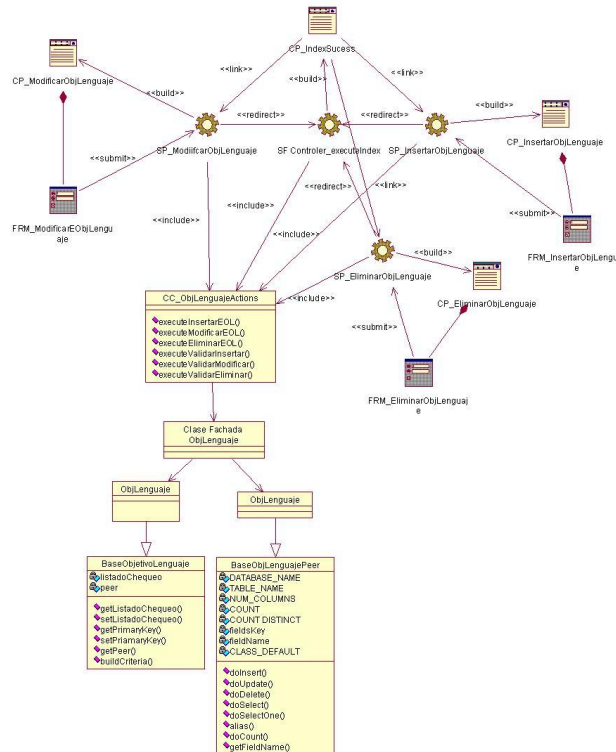 CP_IndexSucess
CP_ModificarObjLenguaje
<<link>>
<<build>>
<<link>>
<<build>>
<<build>>
<<redirect>>
<<redirect>>
CP_InsertarObjLenguaje
<<submit>>
SP_ModiifcarObjLenguaje
SF Controler_executeIndex
SP_InsertarObjLenguaje
<<redirect>>
<<link>>
FRM_ModificarEObjLengu
aje
<<include>>
<<include>>
<<include>>
<<submit>>
<<build>>
FRM_InsertarObjLenguaj
e
SP_EliminarObjLenguaje
CC_ObjLenguajeActions
<<include>>
CP_EliminarObjLenguaje
executeInsertarEOL()
executeModificarEOL()
executeEliminarEOL()
executeValidarInsertar()
executeValidarModificar()
executeValidarEliminar()
<<submit>>
FRM_EliminarObjLenguaj
e
Clase Fachada
ObjLenguaje
ObjLenguaje
ObjLenguaje
BaseObjetivoLenguaje
listadoChequeo
peer
getListadoChequeo()
setListadoChequeo()
getPrimaryKey()
setPriamaryKey()
getPeer()
buildCriteria()
BaseObjLenguajePeer
DATABASE_NAME
TABLE_NAME
NUM_COLUMNS
COUNT
COUNT DISTINCT
fieldsKey
fieldName
CLASS_DEFAULT
doInsert()
doUpdate()
doDelete()
doSelect()
doSelectOne()
alias()
doCount()
getFieldName()